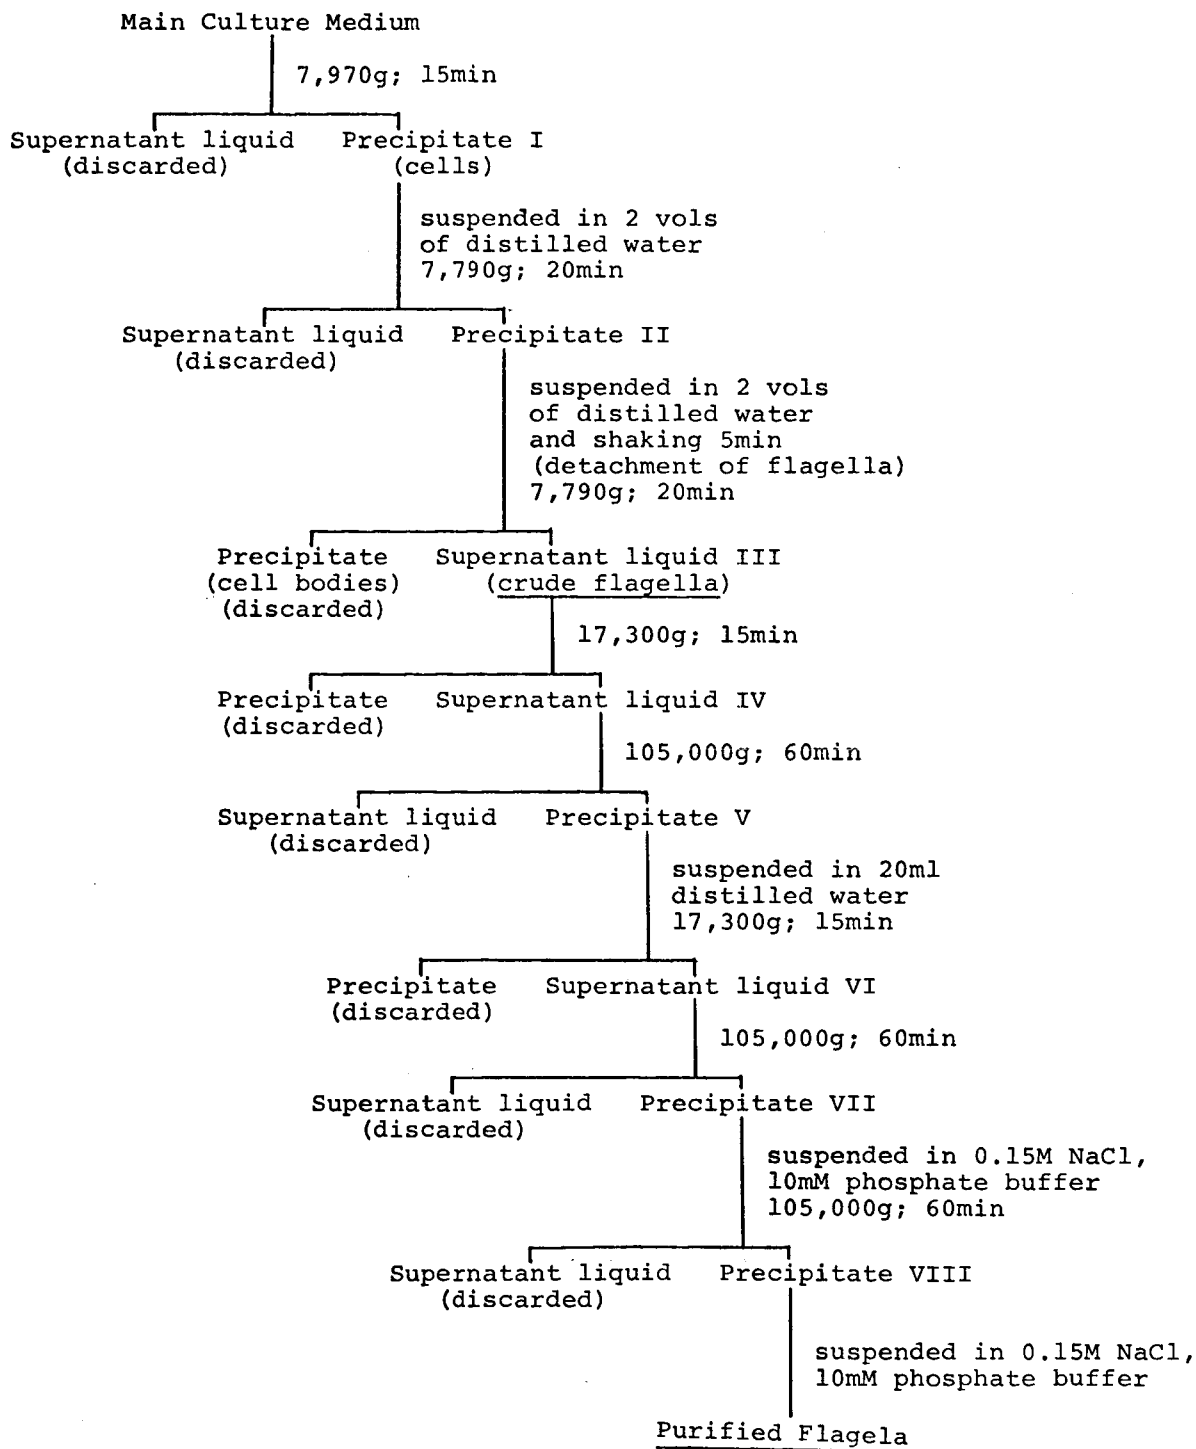 Main Culture Medium
7,970g; 15min
Supernatant liquid
(discarded)
Precipitate I
(cells)
suspended in 2 vols
of distilled water
7,790g; 20min
Supernatant liquid
(discarded)
Precipitate II
suspended in 2 vols
of distilled water
and shaking 5min
(detachment of flagella)
7,790g; 20min
Precipitate
(cell bodies)
(discarded)
Supernatant liquid III
(crude flagella)
17,300g; 15min
Precipitate
(discarded)
Supernatant liquid IV
105,000g; 60min
Supernatant liquid
(discarded)
Precipitate V
suspended in 20ml
distilled water
17,300g; 15min
Precipitate
(discarded)
Supernatant liquid VI
105,000g; 60min
Supernatant liquid
(discarded)
Precipitate VII
suspended in 0.15M NaCl,
10mM phosphate buffer
105,000g; 60min
Supernatant liquid
(discarded)
Precipitate VIII
suspended in 0.15M NaCl,
10mM phosphate buffer
Purified Flagela